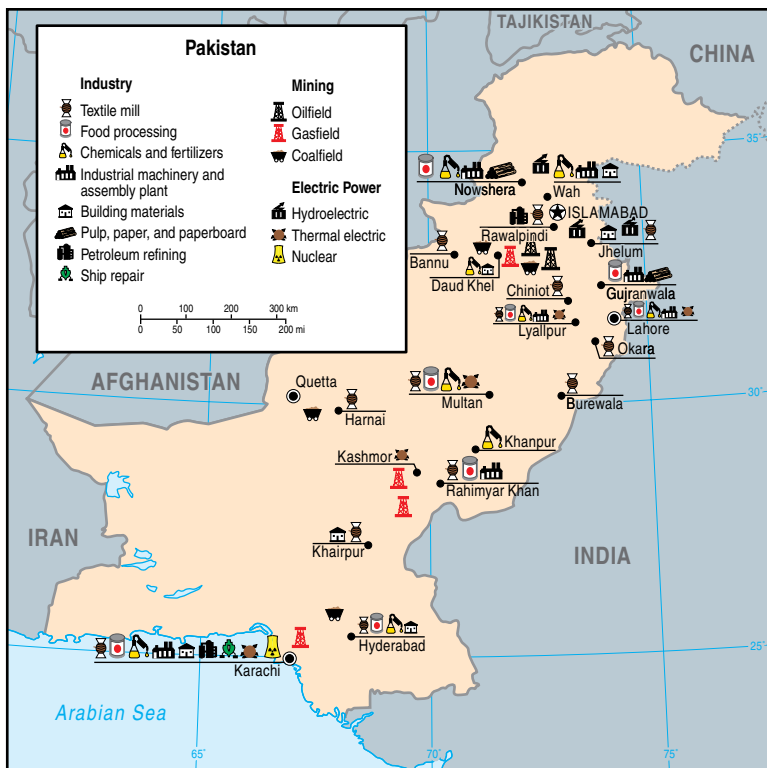 TAJIKISTAN
CHINA
Pakistan
Industry
Textile mill
Food processing
Chemicals and fertilizers
Industrial machinery and
assembly plant
Building materials
Pulp, paper, and paperboard
Petroleum refining
Ship repair
Mining
Oilfield
Gasfield
Coalfield
Electric Power
Hydroelectric
Thermal electric
Nuclear
0 100 200 300 km
0 50 100 150 200 mi
35°
Nowshera
Wah
ISLAMABAD
Rawalpindi
Jhelum
Bannu
Daud Khel
Chiniot
Gujranwala
Lyallpur
Lahore
Okara
AFGHANISTAN
Quetta
Harnai
Multan
Burewala
30°
Khanpur
Kashmor
Rahimyar Khan
IRAN
Khairpur
INDIA
Hyderabad
Karachi
25°
Arabian Sea
65°
70°
75°